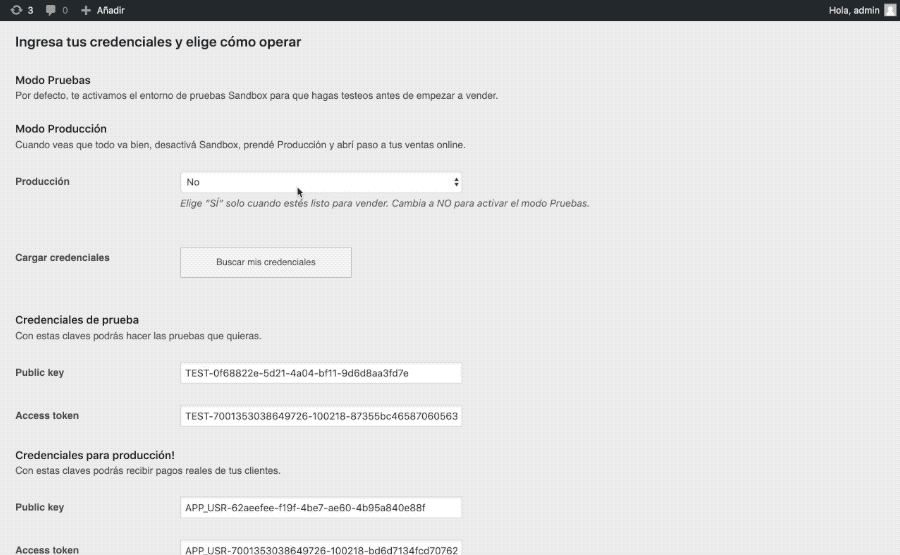 3 0 Añadir Hola, admin
Ingresa tus credenciales y elige cómo operar
Modo Pruebas
Por defecto, te activamos el entorno de pruebas Sandbox para que hagas testeos antes de empezar a vender.
Modo Producción
Cuando veas que todo va bien, desactivá Sandbox, prendé Producción y abrí paso a tus ventas online.
Producción No
Elige “SÍ” solo cuando estés listo para vender. Cambia a NO para activar el modo Pruebas.
Cargar credenciales Buscar mis credenciales
Credenciales de prueba
Con estas claves podrás hacer las pruebas que quieras.
Public key TEST-0f68822e-5d21-4a04-bf11-9d6d8aa3fd7e
Access token TEST-7001353038649726-100218-87355bc46587060563
Credenciales para producción!
Con estas claves podrás recibir pagos reales de tus clientes.
Public key APP_USR-62aeefee-f19f-4be7-ae60-4b95a840e88f
Access token APP_USR-7001353038649726-100218-bd6d7134fcd70762